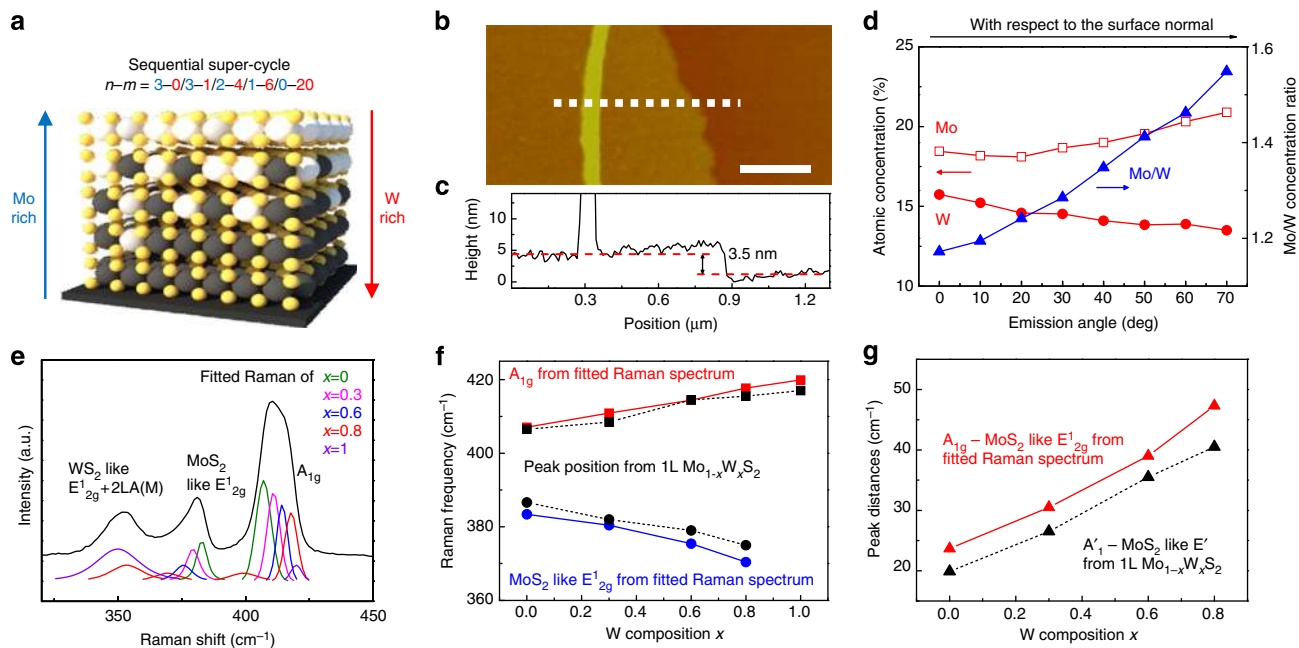 a
Sequential super-cycle
n–m = 3–0/3–1/2–4/1–6/0–20
Mo
rich
W
rich
b
c
Height (nm)
10
5
0
3.5 nm
0.3
0.6
0.9
1.2
Position (μm)
d
With respect to the surface normal
Atomic concentration (%)
25
20
15
10
Mo
W
Mo/W
1.6
1.4
1.2
Mo/W concentration ratio
0
10
20
30
40
50
60
70
Emission angle (deg)
e
Fitted Raman of
x=0
x=0.3
x=0.6
x=0.8
x=1
WS₂ like
E¹₂g+2LA(M)
MoS₂
like E¹₂g
A₁g
Intensity (a.u.)
350
400
450
Raman shift (cm⁻¹)
f
A₁g from fitted Raman spectrum
Peak position from 1L Mo₁₋ₓWₓS₂
MoS₂ like E¹₂g from fitted Raman spectrum
Raman frequency (cm⁻¹)
420
400
380
360
0.0
0.2
0.4
0.6
0.8
1.0
W composition x
g
A₁g – MoS₂ like E¹₂g from
fitted Raman spectrum
A′₁ – MoS₂ like E′
from 1L Mo₁₋ₓWₓS₂
Peak distances (cm⁻¹)
50
40
30
20
0.0
0.2
0.4
0.6
0.8
W composition x